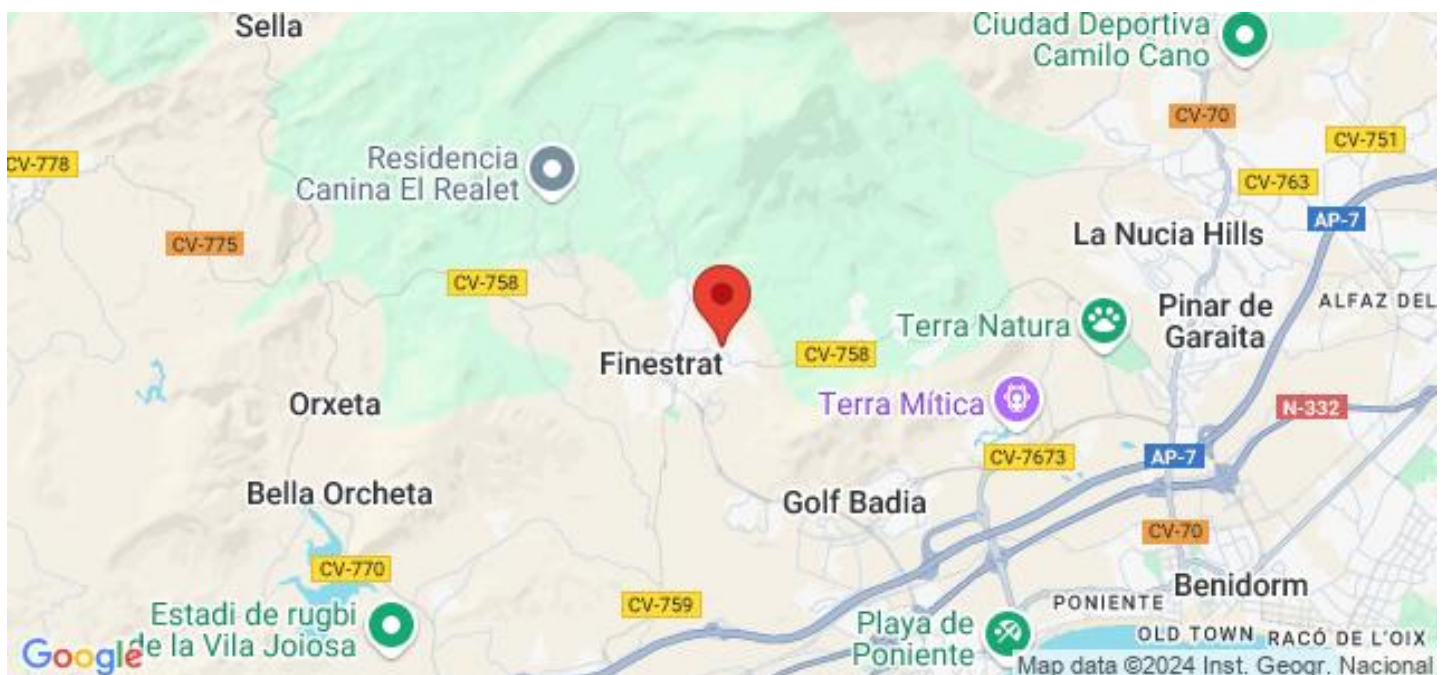 Sella
Ciudad Deportiva
Camilo Cano
CV-70
CV-751
CV-778
Residencia
Canina El Realet
CV-763
AP-7
La Nucia Hills
CV-775
CV-758
ALFAZ DEL
Pinar de
Garaita
Terra Natura
CV-758
Finestrat
Orxeta
Terra Mítica
N-332
CV-7673
AP-7
Bella Orcheta
Golf Badia
CV-70
CV-770
Benidorm
CV-759
PONIENTE
Estadi de rugbi
de la Vila Joiosa
Playa de
Poniente
OLD TOWN
RACÓ DE L'OIX
Google
Map data ©2024 Inst. Geogr. Nacional